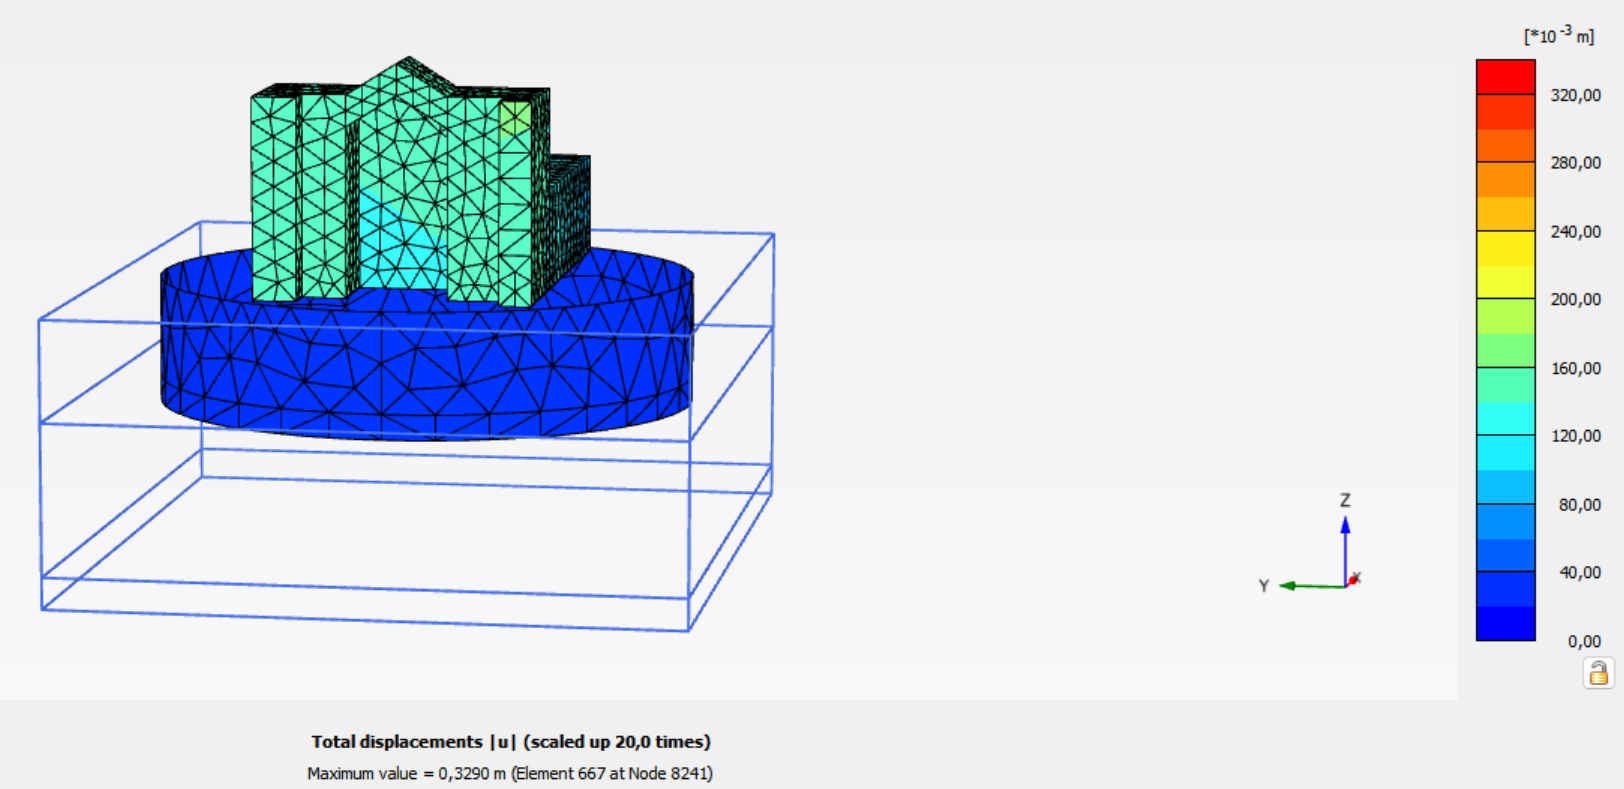 [*10 -3 m]
320,00
280,00
240,00
200,00
160,00
120,00
80,00
40,00
0,00
Z
Y
X
Total displacements |u| (scaled up 20,0 times)
Maximum value = 0,3290 m (Element 667 at Node 8241)